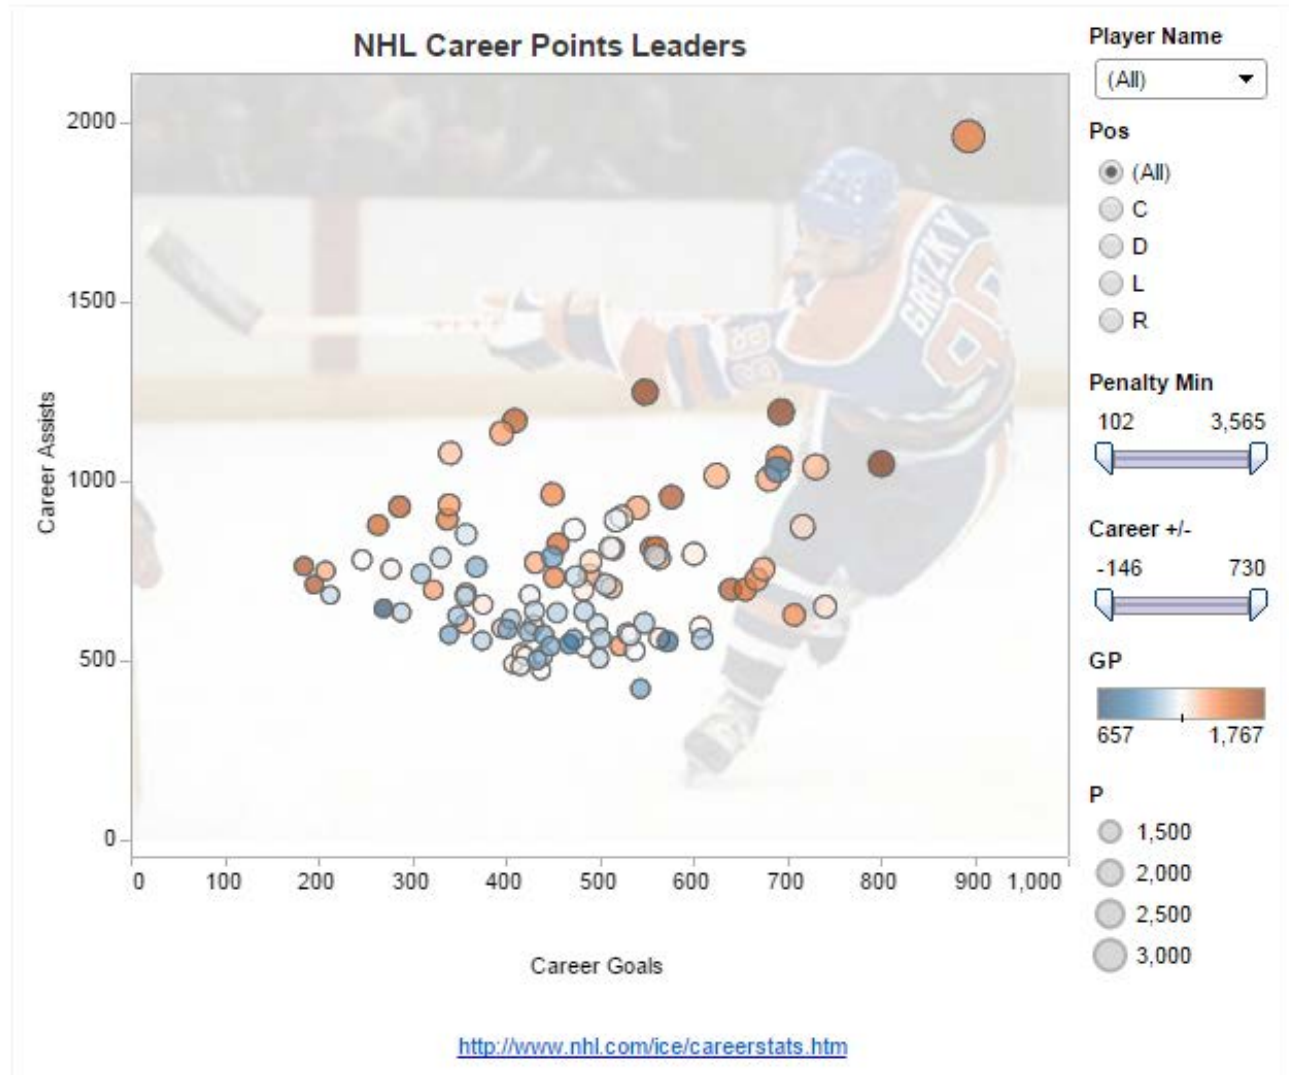 NHL Career Points Leaders
2000
1500
1000
500
0
Career Assists
0 100 200 300 400 500 600 700 800 900 1,000
Career Goals
http://www.nhl.com/ice/careerstats.htm
GRETZKY
99
Player Name
(All)
Pos
(All)
C
D
L
R
Penalty Min
102 3,565
Career +/-
-146 730
GP
657 1,767
P
1,500
2,000
2,500
3,000